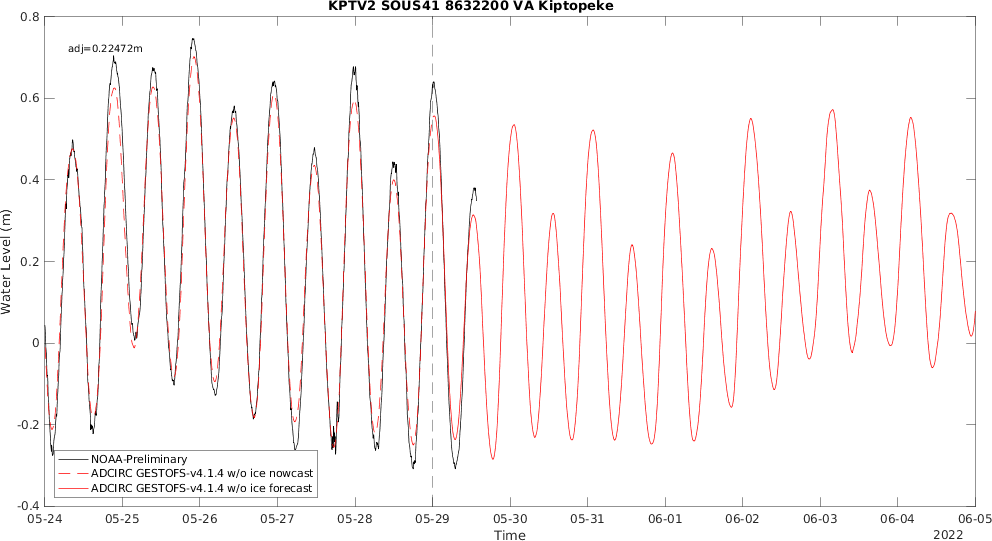 KPTV2 SOUS41 8632200 VA Kiptopeke
adj=0.22472m
0.8
0.6
0.4
0.2
0
-0.2
-0.4
Water Level (m)
NOAA-Preliminary
ADCIRC GESTOFS-v4.1.4 w/o ice nowcast
ADCIRC GESTOFS-v4.1.4 w/o ice forecast
05-24 05-25 05-26 05-27 05-28 05-29 05-30 05-31 06-01 06-02 06-03 06-04 06-05
Time
2022